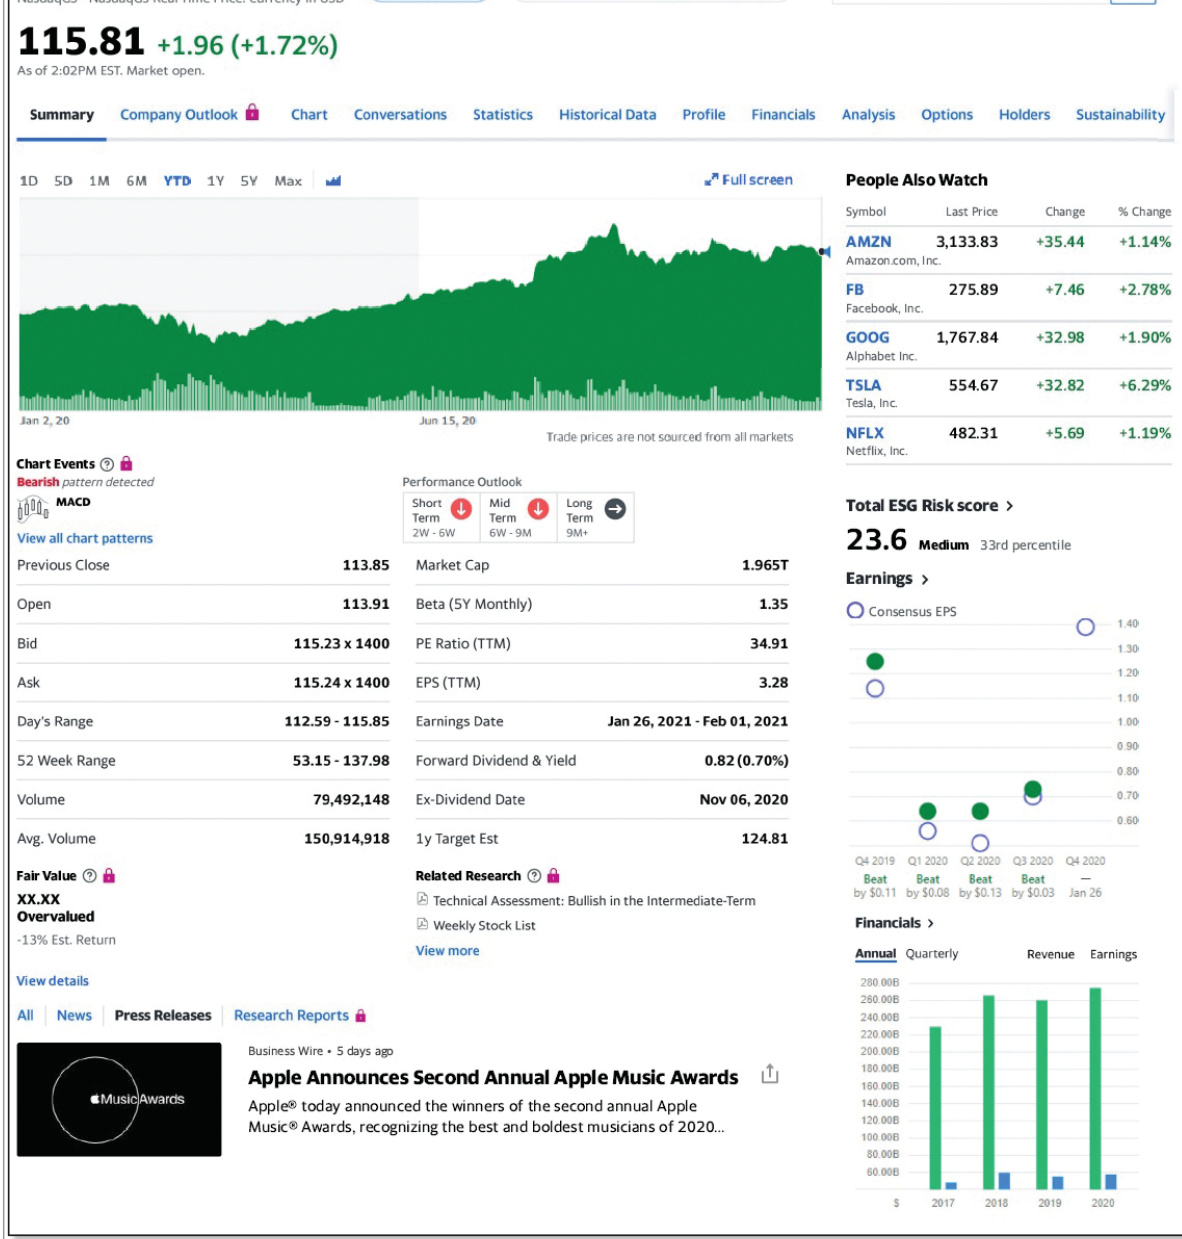 NasdaqGS - NasdaqGS Real Time Price. Currency in USD
115.81 +1.96 (+1.72%)
As of 2:02PM EST. Market open.
Summary Company Outlook Chart Conversations Statistics Historical Data Profile Financials Analysis Options Holders Sustainability
1D 5D 1M 6M YTD 1Y 5Y Max Full screen
Jan 2, 20 Jun 15, 20
Trade prices are not sourced from all markets
Chart Events
Bearish pattern detected
MACD
View all chart patterns
Performance Outlook
Short Term 2W - 6W
Mid Term 6W - 9M
Long Term 9M+
Previous Close 113.85
Open 113.91
Bid 115.23 x 1400
Ask 115.24 x 1400
Day's Range 112.59 - 115.85
52 Week Range 53.15 - 137.98
Volume 79,492,148
Avg. Volume 150,914,918
Market Cap 1.965T
Beta (5Y Monthly) 1.35
PE Ratio (TTM) 34.91
EPS (TTM) 3.28
Earnings Date Jan 26, 2021 - Feb 01, 2021
Forward Dividend & Yield 0.82 (0.70%)
Ex-Dividend Date Nov 06, 2020
1y Target Est 124.81
Fair Value
XX.XX
Overvalued
-13% Est. Return
View details
Related Research
Technical Assessment: Bullish in the Intermediate-Term
Weekly Stock List
View more
All News Press Releases Research Reports
Music Awards
Business Wire • 5 days ago
Apple Announces Second Annual Apple Music Awards
Apple® today announced the winners of the second annual Apple
Music® Awards, recognizing the best and boldest musicians of 2020...
People Also Watch
Symbol Last Price Change % Change
AMZN 3,133.83 +35.44 +1.14%
Amazon.com, Inc.
FB 275.89 +7.46 +2.78%
Facebook, Inc.
GOOG 1,767.84 +32.98 +1.90%
Alphabet Inc.
TSLA 554.67 +32.82 +6.29%
Tesla, Inc.
NFLX 482.31 +5.69 +1.19%
Netflix, Inc.
Total ESG Risk score >
23.6 Medium 33rd percentile
Earnings >
Consensus EPS
1.40
1.30
1.20
1.10
1.00
0.90
0.80
0.70
0.60
Q4 2019 Q1 2020 Q2 2020 Q3 2020 Q4 2020
Beat Beat Beat Beat —
by $0.11 by $0.08 by $0.13 by $0.03 Jan 26
Financials >
Annual Quarterly Revenue Earnings
280.00B
260.00B
240.00B
220.00B
200.00B
180.00B
160.00B
140.00B
120.00B
100.00B
80.00B
60.00B
$ 2017 2018 2019 2020